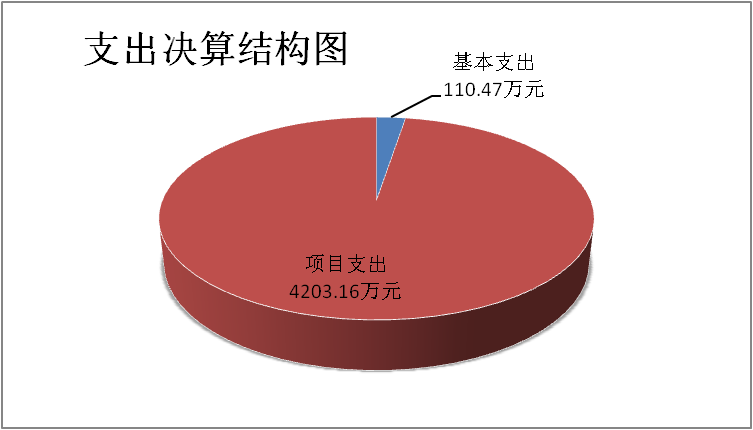 支出决算结构图
基本支出
110.47万元
项目支出
4203.16万元